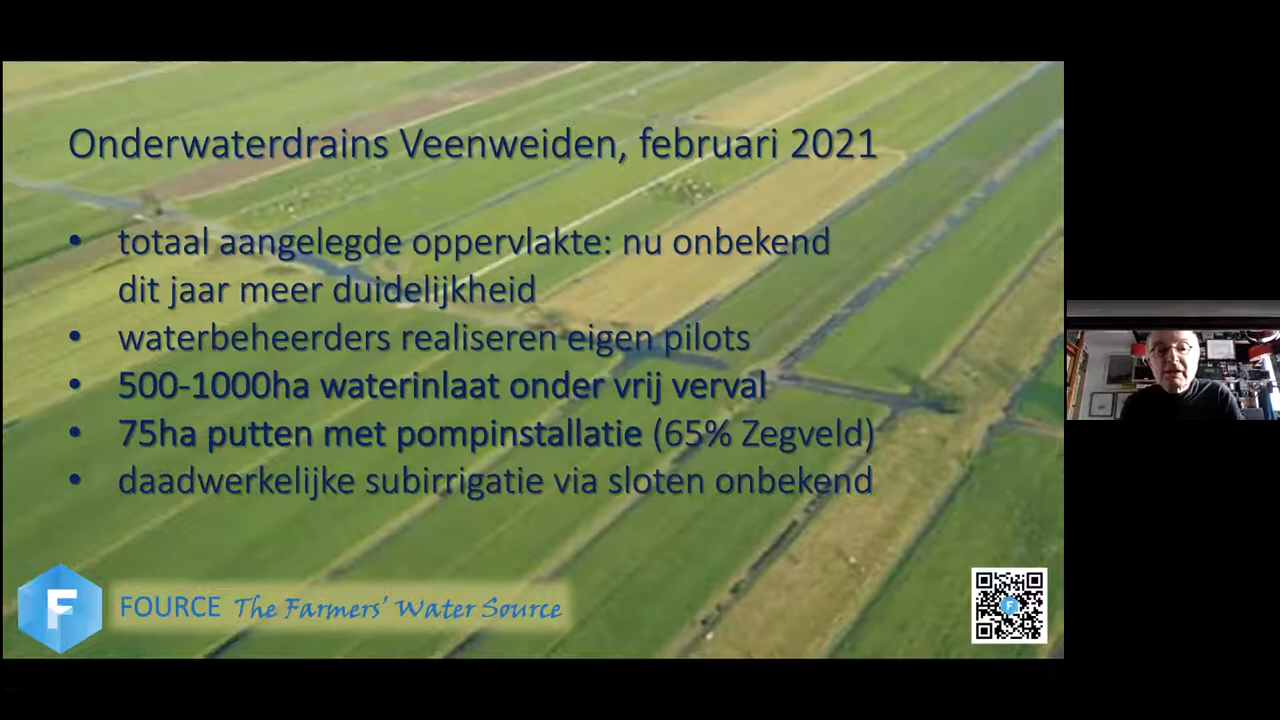 Onderwaterdrains Veenweiden, februari 2021
• totaal aangelegde oppervlakte: nu onbekend
dit jaar meer duidelijkheid
• waterbeheerders realiseren eigen pilots
• 500-1000ha waterinlaat onder vrij verval
• 75ha putten met pompinstallatie (65% Zegveld)
• daadwerkelijke subirrigatie via sloten onbekend
F FOURCE The Farmers' Water Source
F